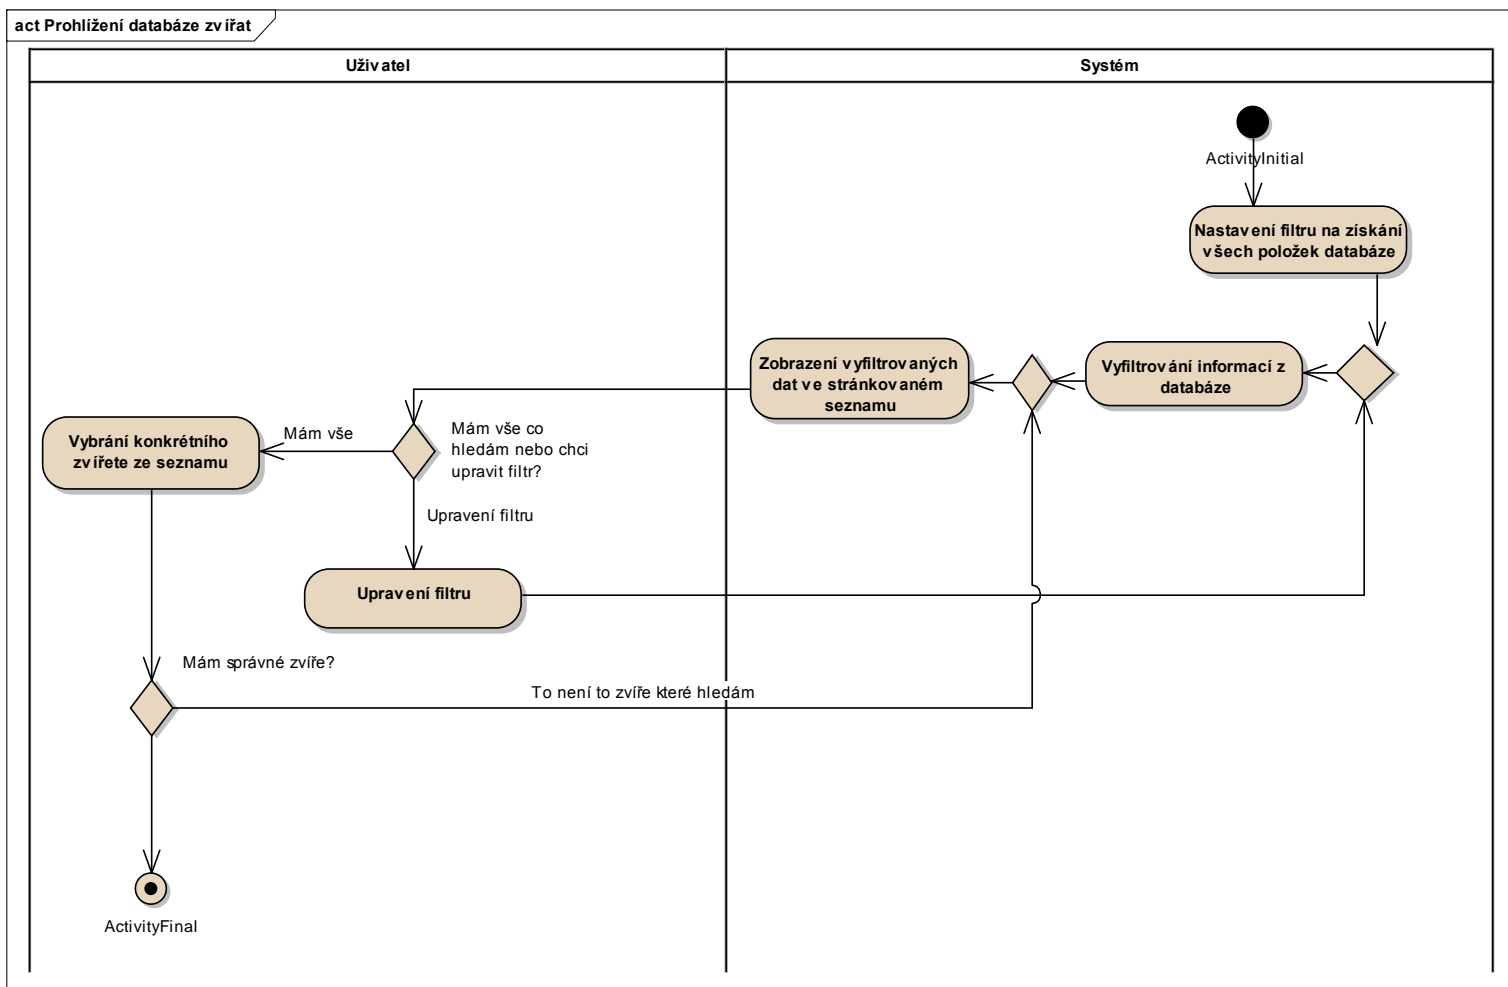 act Prohlížení databáze zvířat
Uživatel
Systém
ActivityInitial
Nastavení filtru na získání
všech položek databáze
Zobrazení vyfiltrovaných
dat ve stránkovaném
seznamu
Vyfiltrování informací z
databáze
Vybrání konkrétního
zvířete ze seznamu
Mám vše
Mám vše co
hledám nebo chci
upravit filtr?
Upravení filtru
Upravení filtru
Mám správné zvíře?
To není to zvíře které hledám
ActivityFinal